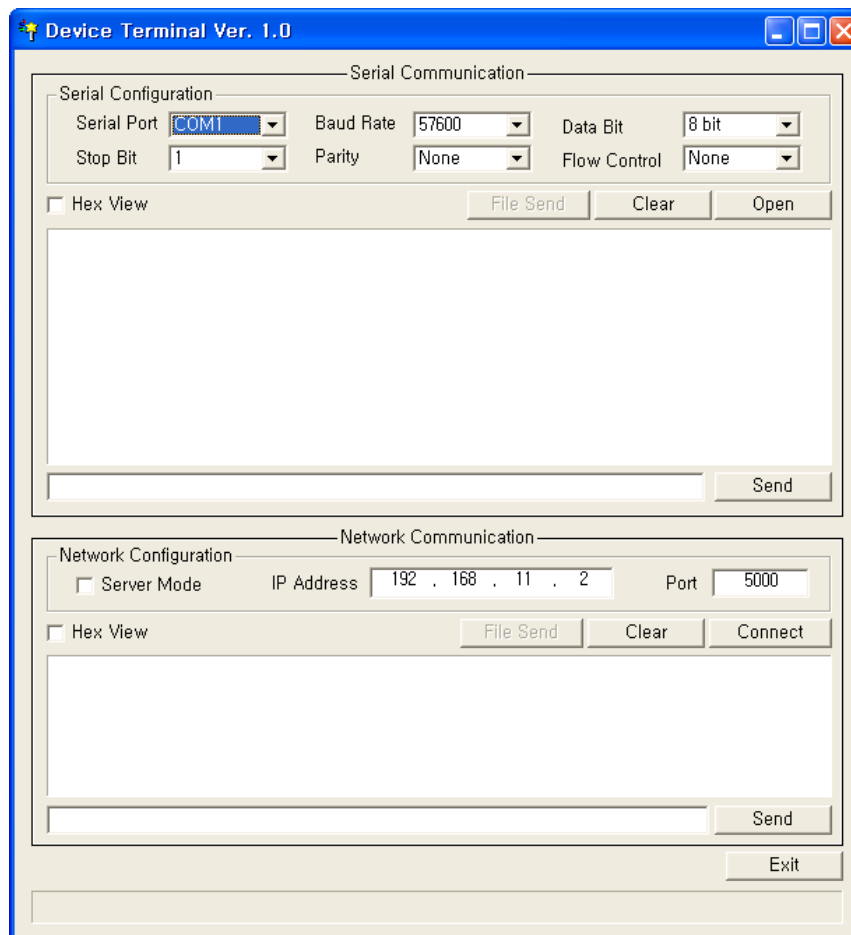 Device Terminal Ver. 1.0
Serial Communication
Serial Configuration
Serial Port COM1 Baud Rate 57600 Data Bit 8 bit
Stop Bit 1 Parity None Flow Control None
Hex View File Send Clear Open
Send
Network Communication
Network Configuration
Server Mode IP Address 192 . 168 . 11 . 2 Port 5000
Hex View File Send Clear Connect
Send
Exit